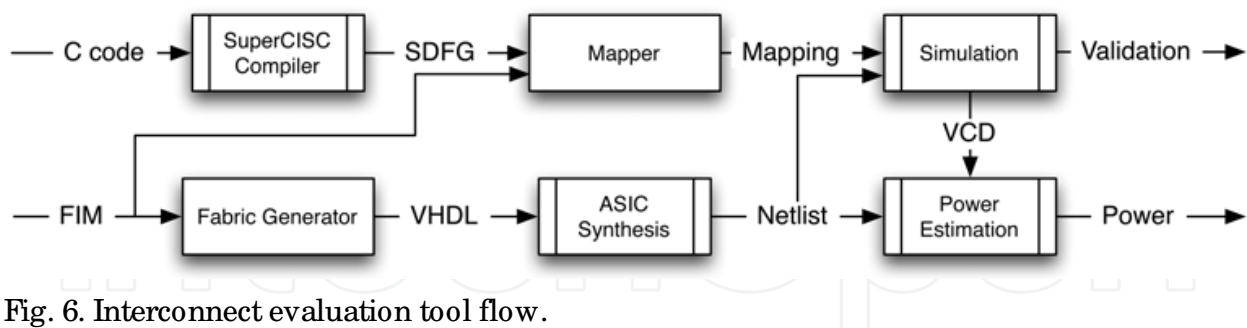 C code
SuperCISC
Compiler
SDFG
Mapper
Mapping
Simulation
Validation
VCD
FIM
Fabric Generator
VHDL
ASIC
Synthesis
Netlist
Power
Estimation
Power
Fig. 6. Interconnect evaluation tool flow.